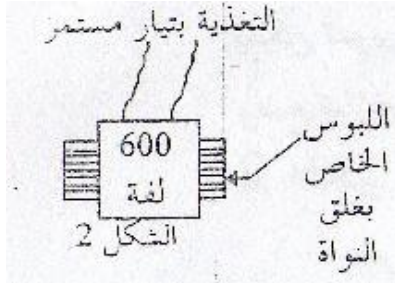 التغذية بتيار مستمر
600
لفة
الشكل 2
اللبوس
الخاص
بغلق
النواة